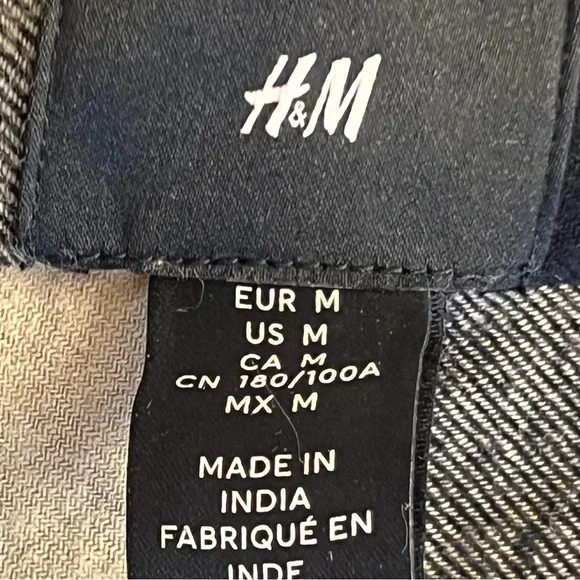 H&M
EUR M
US M
CA M
CN 180/100A
MX M
MADE IN
INDIA
FABRIQUÉ EN
INDE